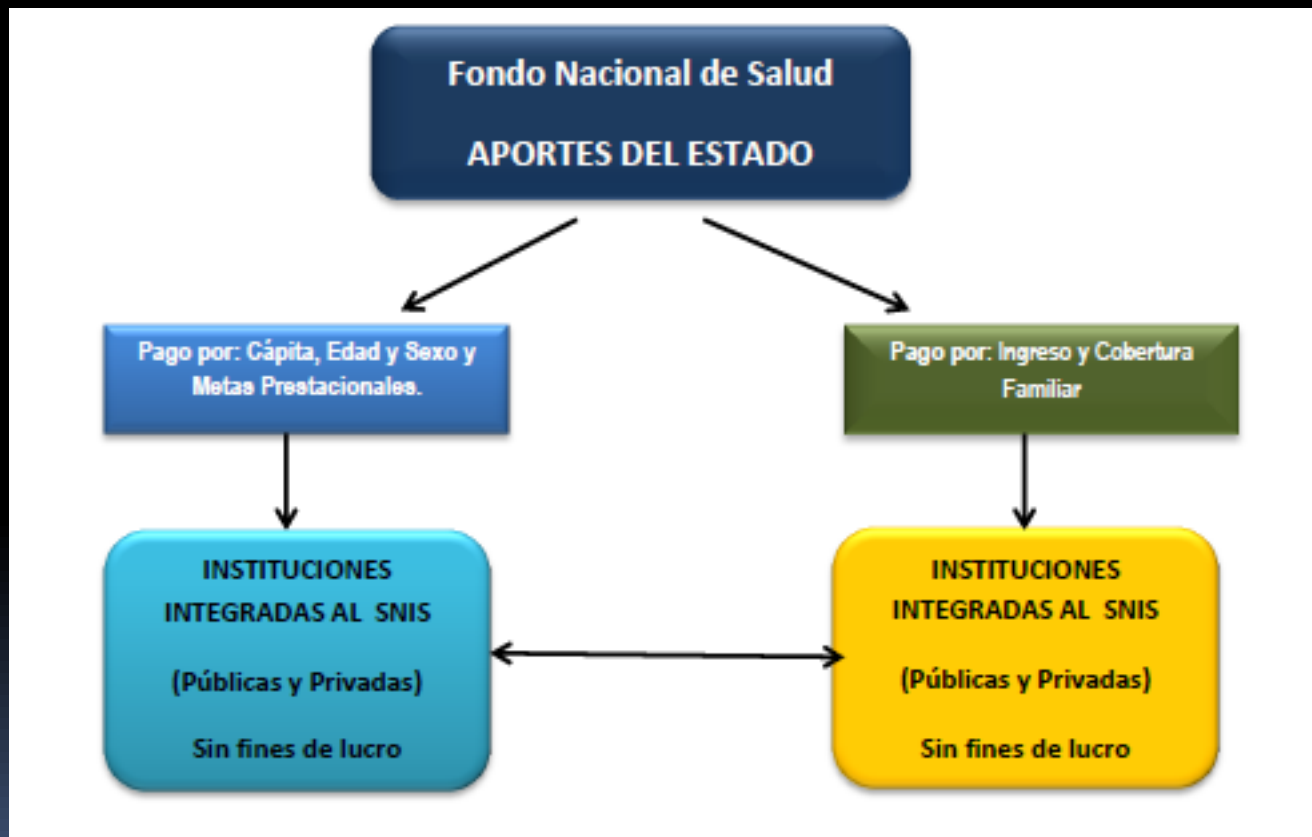 Fondo Nacional de Salud
APORTES DEL ESTADO
Pago por: Cápita, Edad y Sexo y
Metas Prestacionales.
Pago por: Ingreso y Cobertura
Familiar
INSTITUCIONES
INTEGRADAS AL SNIS
(Públicas y Privadas)
Sin fines de lucro
INSTITUCIONES
INTEGRADAS AL SNIS
(Públicas y Privadas)
Sin fines de lucro